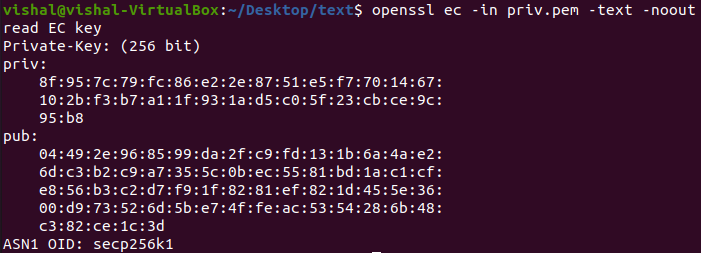 vishal@vishal-VirtualBox:~/Desktop/text$ openssl ec -in priv.pem -text -noout
read EC key
Private-Key: (256 bit)
priv:
    8f:95:7c:79:fc:86:e2:2e:87:51:e5:f7:70:14:67:
    10:2b:f3:b7:a1:1f:93:1a:d5:c0:5f:23:cb:ce:9c:
    95:b8
pub:
    04:49:2e:96:85:99:da:2f:c9:fd:13:1b:6a:4a:e2:
    6d:c3:b2:c9:a7:35:5c:0b:ec:55:81:bd:1a:c1:cf:
    e8:56:b3:c2:d7:f9:1f:82:81:ef:82:1d:45:5e:36:
    00:d9:73:52:6d:5b:e7:4f:fe:ac:53:54:28:6b:48:
    c3:82:ce:1c:3d
ASN1 OID: secp256k1